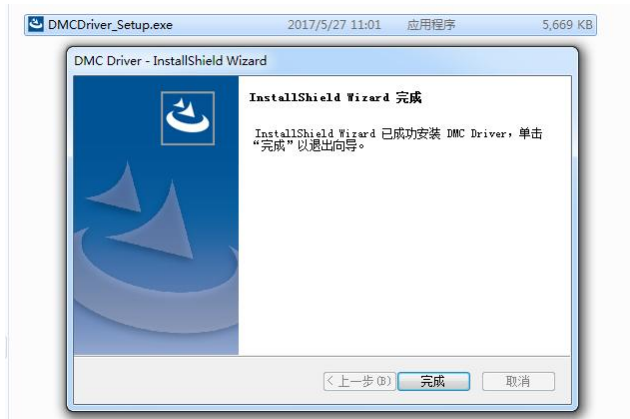 DMCDriver_Setup.exe 2017/5/27 11:01 应用程序 5,669 KB
DMC Driver - InstallShield Wizard
InstallShield Wizard 完成
InstallShield Wizard 已成功安装 DMC Driver，单击
“完成”以退出向导。
< 上一步(B) 完成 取消